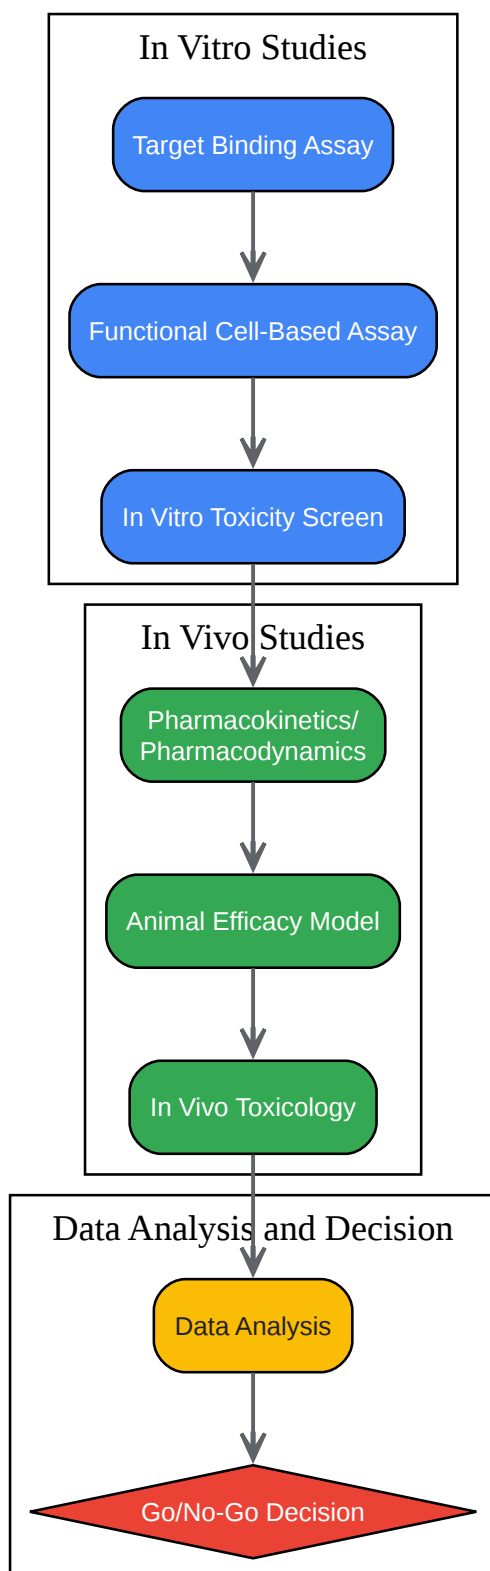 In Vitro Studies
Target Binding Assay
Functional Cell-Based Assay
In Vitro Toxicity Screen
In Vivo Studies
Pharmacokinetics/
Pharmacodynamics
Animal Efficacy Model
In Vivo Toxicology
Data Analysis and Decision
Data Analysis
Go/No-Go Decision